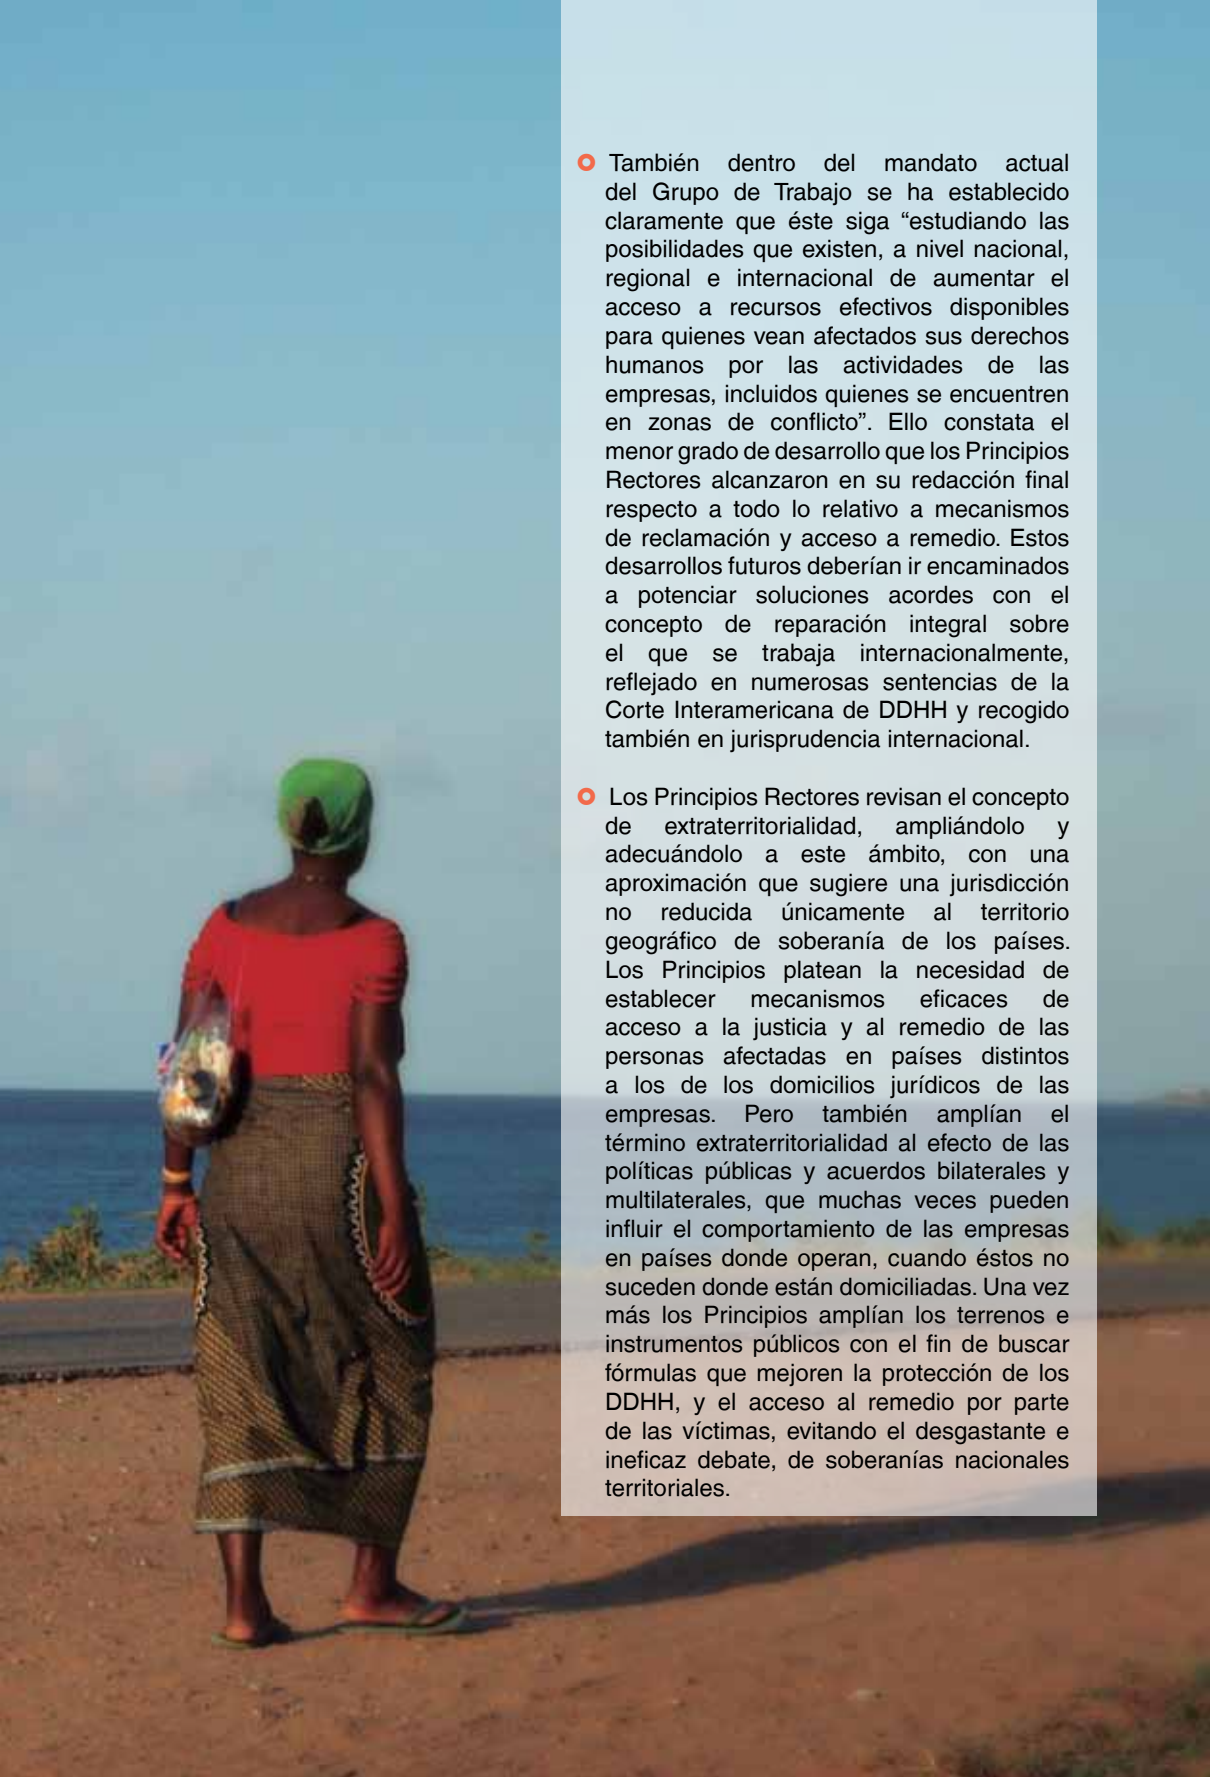 También dentro del mandato actual
del Grupo de Trabajo se ha establecido
claramente que éste siga “estudiando las
posibilidades que existen, a nivel nacional,
regional e internacional de aumentar el
acceso a recursos efectivos disponibles
para quienes vean afectados sus derechos
humanos por las actividades de las
empresas, incluidos quienes se encuentren
en zonas de conflicto”. Ello constata el
menor grado de desarrollo que los Principios
Rectores alcanzaron en su redacción final
respecto a todo lo relativo a mecanismos
de reclamación y acceso a remedio. Estos
desarrollos futuros deberían ir encaminados
a potenciar soluciones acordes con el
concepto de reparación integral sobre
el que se trabaja internacionalmente,
reflejado en numerosas sentencias de la
Corte Interamericana de DDHH y recogido
también en jurisprudencia internacional.
Los Principios Rectores revisan el concepto
de extraterritorialidad, ampliándolo y
adecuándolo a este ámbito, con una
aproximación que sugiere una jurisdicción
no reducida únicamente al territorio
geográfico de soberanía de los países.
Los Principios platean la necesidad de
establecer mecanismos eficaces de
acceso a la justicia y al remedio de las
personas afectadas en países distintos
a los de los domicilios jurídicos de las
empresas. Pero también amplían el
término extraterritorialidad al efecto de las
políticas públicas y acuerdos bilaterales y
multilaterales, que muchas veces pueden
influir el comportamiento de las empresas
en países donde operan, cuando éstos no
suceden donde están domiciliadas. Una vez
más los Principios amplían los terrenos e
instrumentos públicos con el fin de buscar
fórmulas que mejoren la protección de los
DDHH, y el acceso al remedio por parte
de las víctimas, evitando el desgastante e
ineficaz debate, de soberanías nacionales
territoriales.